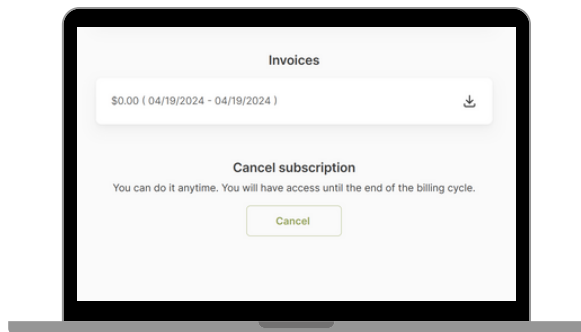 Invoices
$0.00 ( 04/19/2024 - 04/19/2024 )
Cancel subscription
You can do it anytime. You will have access until the end of the billing cycle.
Cancel